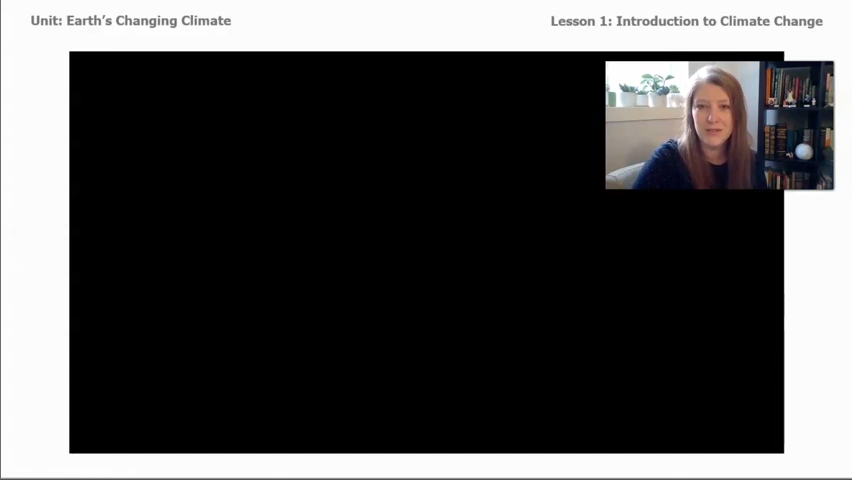 Unit: Earth's Changing Climate
Lesson 1: Introduction to Climate Change